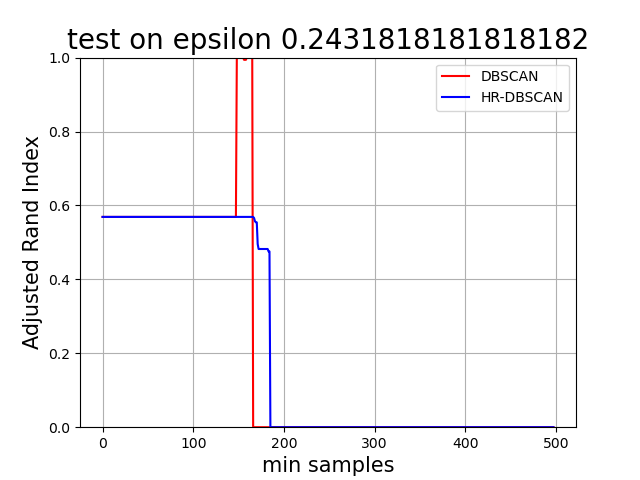 test on epsilon 0.2431818181818182
DBSCAN
HR-DBSCAN
Adjusted Rand Index
1.0
0.8
0.6
0.4
0.2
0.0
0 100 200 300 400 500
min samples